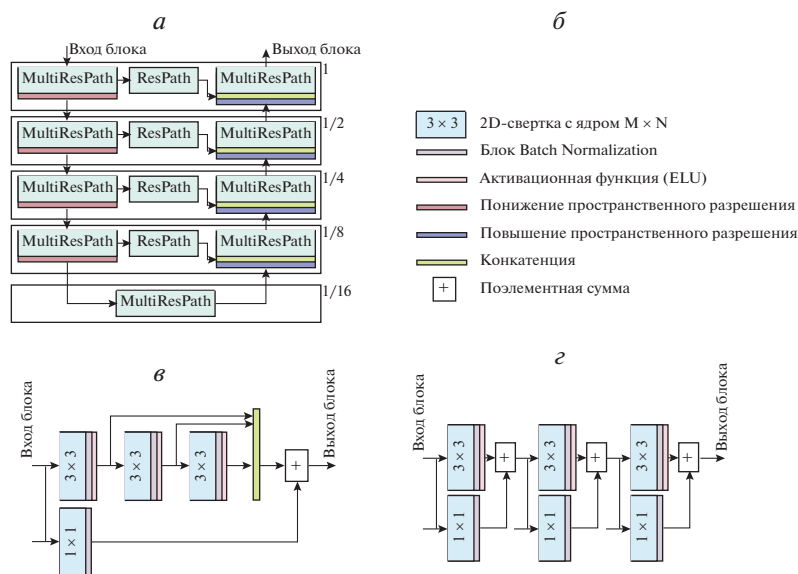 а
Вход блока
Выход блока
MultiResPath
ResPath
MultiResPath
1
MultiResPath
ResPath
MultiResPath
1/2
MultiResPath
ResPath
MultiResPath
1/4
MultiResPath
ResPath
MultiResPath
1/8
MultiResPath
1/16
б
3 × 3
2D-свертка с ядром M × N
Блок Batch Normalization
Активационная функция (ELU)
Понижение пространственного разрешения
Повышение пространственного разрешения
Конкатенция
+
Поэлементная сумма
в
Вход блока
3 × 3
3 × 3
3 × 3
+
Выход блока
1 × 1
г
Вход блока
3 × 3
+
3 × 3
+
3 × 3
+
Выход блока
1 × 1
1 × 1
1 × 1